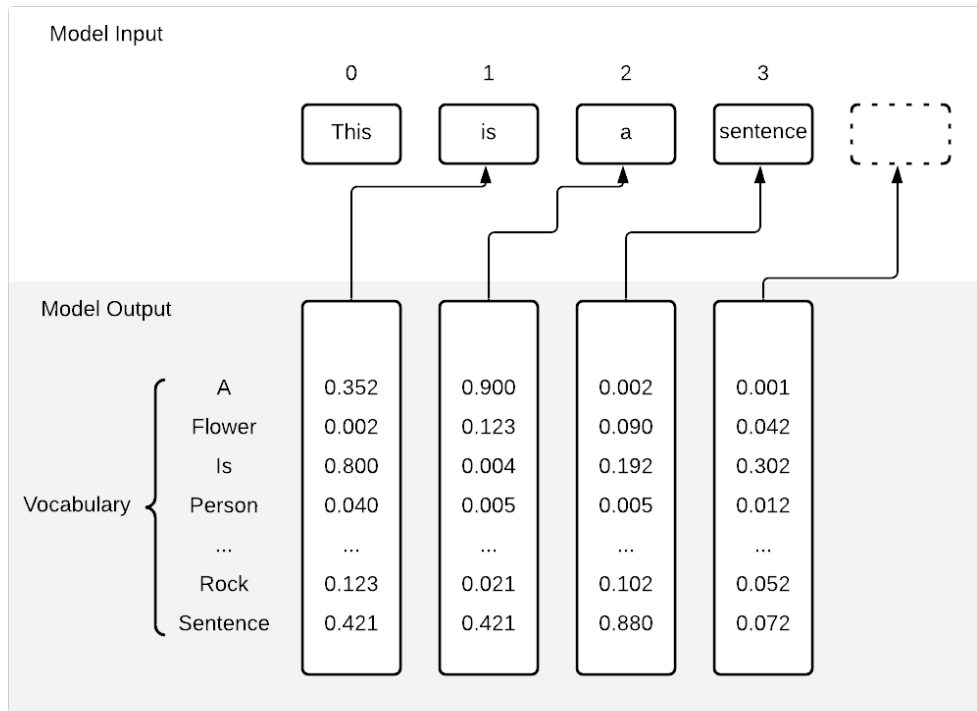 Model Input
0 1 2 3
This is a sentence
Model Output
A 0.352 0.900 0.002 0.001
Flower 0.002 0.123 0.090 0.042
Is 0.800 0.004 0.192 0.302
Vocabulary Person 0.040 0.005 0.005 0.012
... ... ... ... ...
Rock 0.123 0.021 0.102 0.052
Sentence 0.421 0.421 0.880 0.072